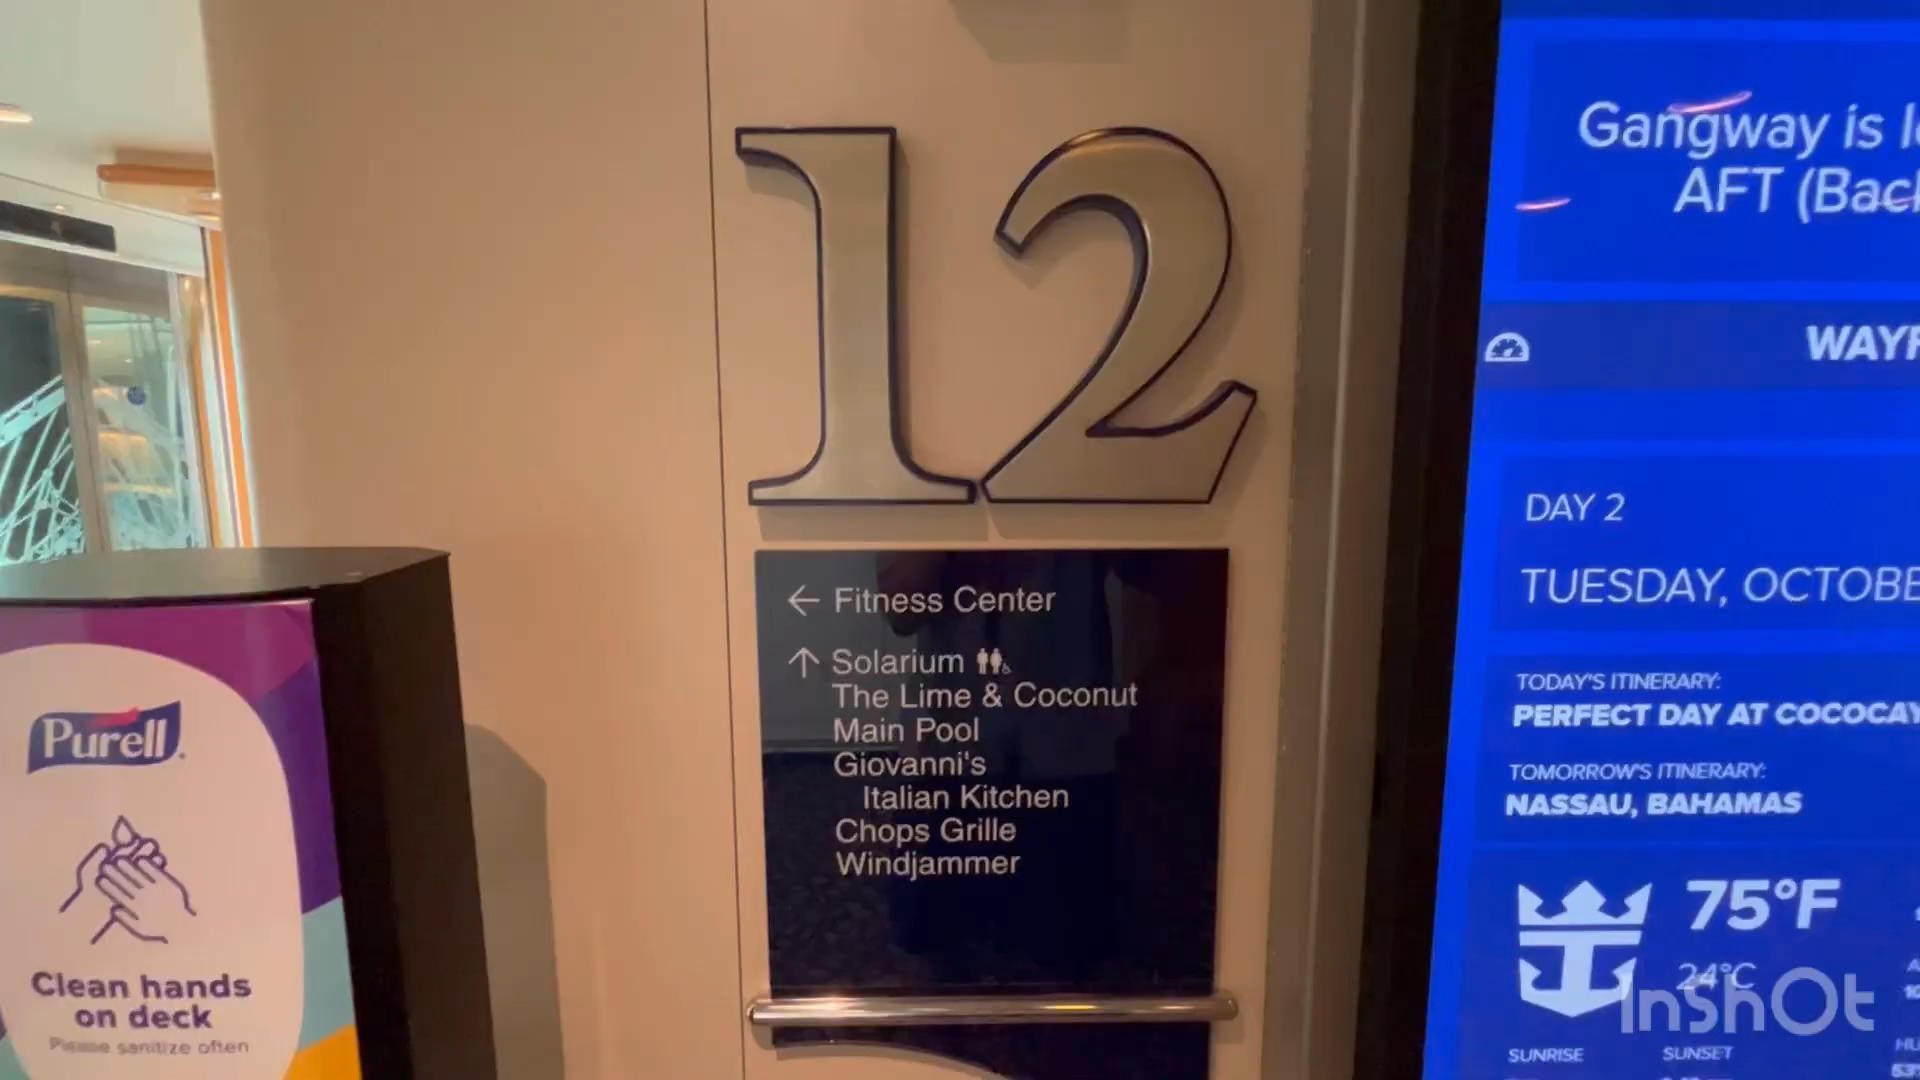 12
← Fitness Center
↑ Solarium
The Lime & Coconut
Main Pool
Giovanni's
Italian Kitchen
Chops Grille
Windjammer
Purell
Clean hands
on deck
Please sanitize often
Gangway is
AFT
DAY 2
TUESDAY,
TODAY'S ITINERARY:
PERFECT DAY AT COCOCAY
TOMORROW'S ITINERARY:
NASSAU, BAHAMAS
75°F
24°C
SUNRISE
SUNSET
InShOt